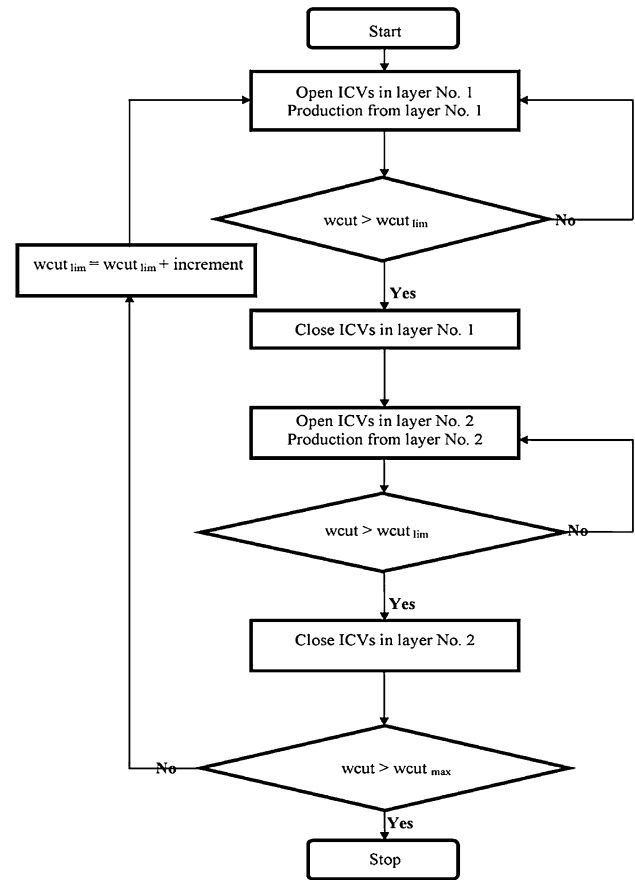 Start
Open ICVs in layer No. 1
Production from layer No. 1
wcut > wcut lim
No
wcut lim = wcut lim + increment
Yes
Close ICVs in layer No. 1
Open ICVs in layer No. 2
Production from layer No. 2
wcut > wcut lim
No
Yes
Close ICVs in layer No. 2
wcut > wcut max
No
Yes
Stop